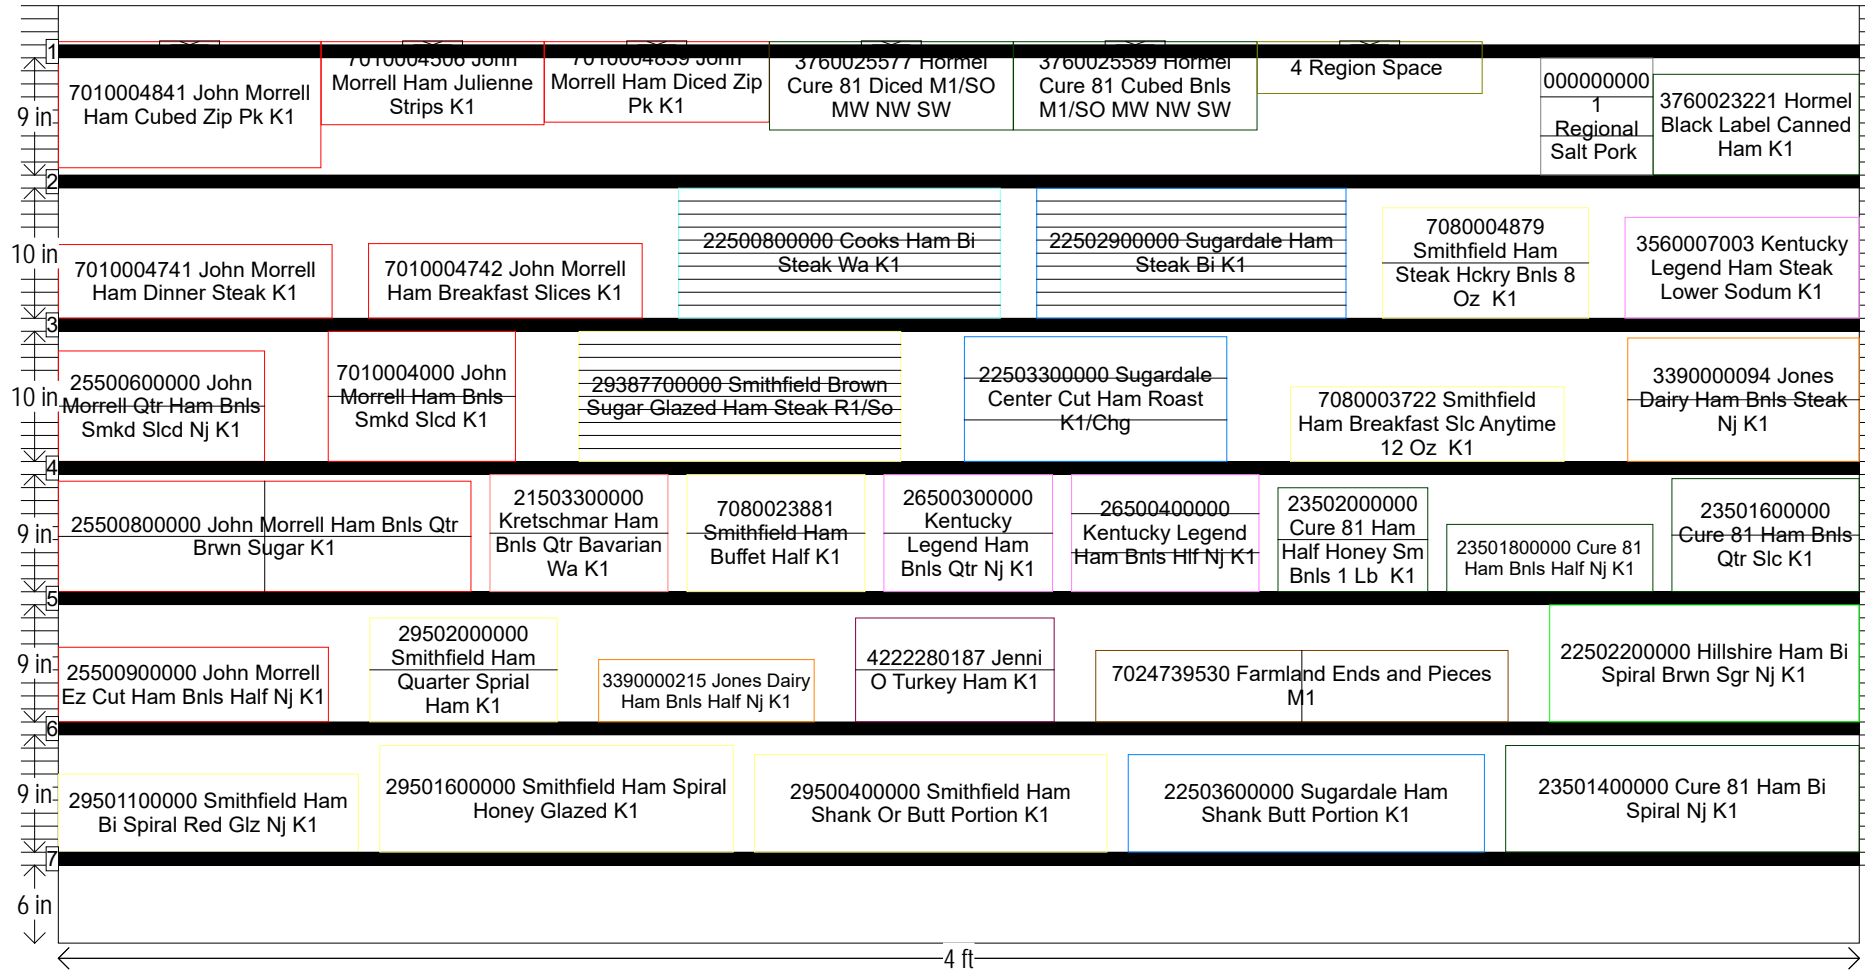 1
9 in
7010004841 John Morrell
Ham Cubed Zip Pk K1
7010004506 John
Morrell Ham Julienne
Strips K1
7010004839 John
Morrell Ham Diced Zip
Pk K1
3760025577 Hormel
Cure 81 Diced M1/SO
MW NW SW
3760025589 Hormel
Cure 81 Cubed Bnls
M1/SO MW NW SW
4 Region Space
000000000
1
Regional
Salt Pork
3760023221 Hormel
Black Label Canned
Ham K1
2
10 in
7010004741 John Morrell
Ham Dinner Steak K1
7010004742 John Morrell
Ham Breakfast Slices K1
22500800000 Cooks Ham Bi
Steak Wa K1
22502900000 Sugardale Ham
Steak Bi K1
7080004879
Smithfield Ham
Steak Hckry Bnls 8
Oz K1
3560007003 Kentucky
Legend Ham Steak
Lower Sodum K1
3
10 in
25500600000 John
Morrell Qtr Ham Bnls
Smkd Slcd Nj K1
7010004000 John
Morrell Ham Bnls
Smkd Slcd K1
29387700000 Smithfield Brown
Sugar Glazed Ham Steak R1/So
22503300000 Sugardale
Center Cut Ham Roast
K1/Chg
7080003722 Smithfield
Ham Breakfast Slc Anytime
12 Oz K1
3390000094 Jones
Dairy Ham Bnls Steak
Nj K1
4
9 in
25500800000 John Morrell Ham Bnls Qtr
Brwn Sugar K1
21503300000
Kretschmar Ham
Bnls Qtr Bavarian
Wa K1
7080023881
Smithfield Ham
Buffet Half K1
26500300000
Kentucky
Legend Ham
Bnls Qtr Nj K1
26500400000
Kentucky Legend
Ham Bnls Hlf Nj K1
23502000000
Cure 81 Ham
Half Honey Sm
Bnls 1 Lb K1
23501800000 Cure 81
Ham Bnls Half Nj K1
23501600000
Cure 81 Ham Bnls
Qtr Slc K1
5
9 in
25500900000 John Morrell
Ez Cut Ham Bnls Half Nj K1
29502000000
Smithfield Ham
Quarter Sprial
Ham K1
3390000215 Jones Dairy
Ham Bnls Half Nj K1
4222280187 Jenni
O Turkey Ham K1
7024739530 Farmland Ends and Pieces
M1
22502200000 Hillshire Ham Bi
Spiral Brwn Sgr Nj K1
6
9 in
29501100000 Smithfield Ham
Bi Spiral Red Glz Nj K1
29501600000 Smithfield Ham Spiral
Honey Glazed K1
29500400000 Smithfield Ham
Shank Or Butt Portion K1
22503600000 Sugardale Ham
Shank Butt Portion K1
23501400000 Cure 81 Ham Bi
Spiral Nj K1
7
6 in
4 ft